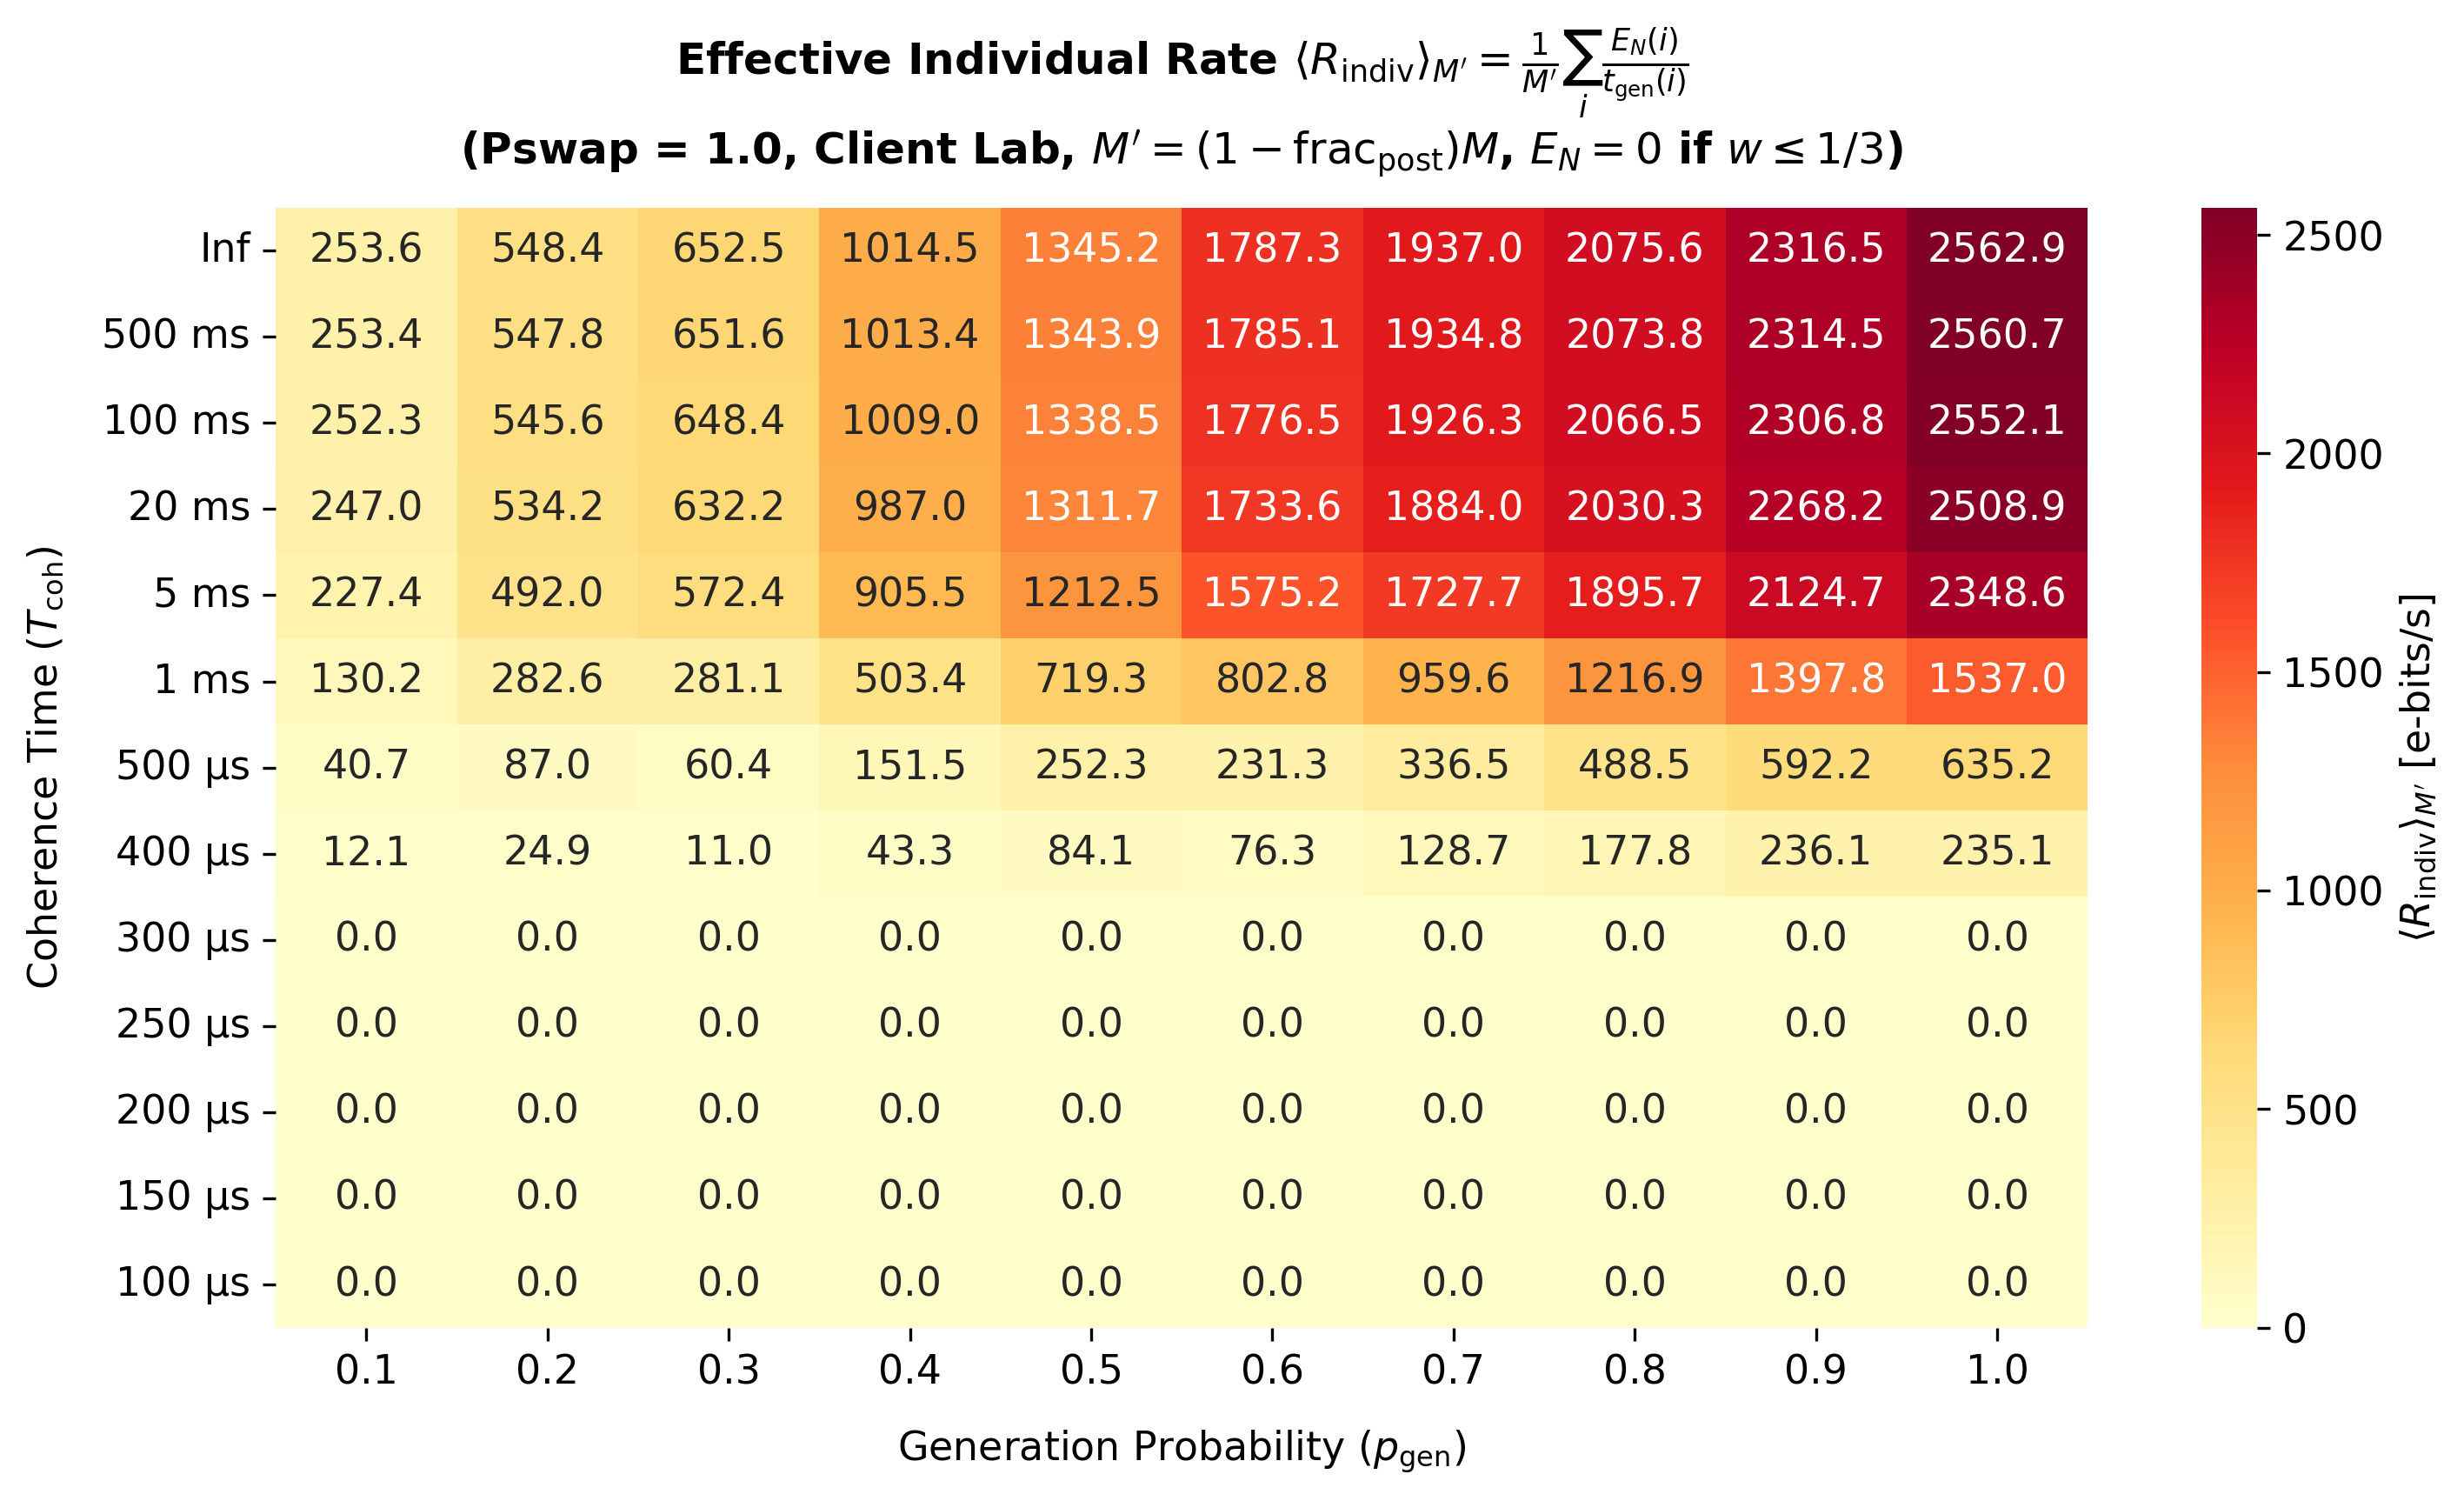 Effective Individual Rate ⟨R_indiv⟩_M′ = 1/M′ ∑_i E_N(i)/t_gen(i)
(Pswap = 1.0, Client Lab, M′ = (1 − frac_post)M, E_N = 0 if w ≤ 1/3)
Inf 253.6 548.4 652.5 1014.5 1345.2 1787.3 1937.0 2075.6 2316.5 2562.9
500 ms 253.4 547.8 651.6 1013.4 1343.9 1785.1 1934.8 2073.8 2314.5 2560.7
100 ms 252.3 545.6 648.4 1009.0 1338.5 1776.5 1926.3 2066.5 2306.8 2552.1
20 ms 247.0 534.2 632.2 987.0 1311.7 1733.6 1884.0 2030.3 2268.2 2508.9
5 ms 227.4 492.0 572.4 905.5 1212.5 1575.2 1727.7 1895.7 2124.7 2348.6
1 ms 130.2 282.6 281.1 503.4 719.3 802.8 959.6 1216.9 1397.8 1537.0
500 µs 40.7 87.0 60.4 151.5 252.3 231.3 336.5 488.5 592.2 635.2
400 µs 12.1 24.9 11.0 43.3 84.1 76.3 128.7 177.8 236.1 235.1
300 µs 0.0 0.0 0.0 0.0 0.0 0.0 0.0 0.0 0.0 0.0
250 µs 0.0 0.0 0.0 0.0 0.0 0.0 0.0 0.0 0.0 0.0
200 µs 0.0 0.0 0.0 0.0 0.0 0.0 0.0 0.0 0.0 0.0
150 µs 0.0 0.0 0.0 0.0 0.0 0.0 0.0 0.0 0.0 0.0
100 µs 0.0 0.0 0.0 0.0 0.0 0.0 0.0 0.0 0.0 0.0
0.1 0.2 0.3 0.4 0.5 0.6 0.7 0.8 0.9 1.0
Generation Probability (p_gen)
Coherence Time (T_coh)
2500
2000
1500
1000
500
0
⟨R_indiv⟩_M′ [e-bits/s]